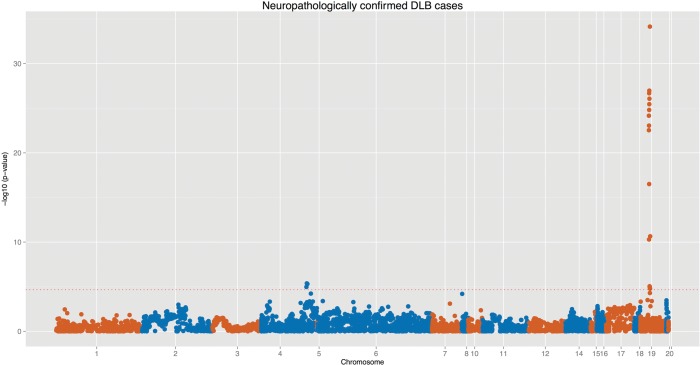 Neuropathologically confirmed DLB cases
−log10 (p−value)
30
20
10
0
1 2 3 4 5 6 7 8 10 11 12 14 15 16 17 18 19 20
Chromosome